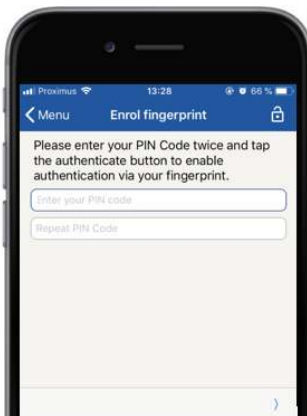 Proximus 13:28 66 %
Menu Enrol fingerprint
Please enter your PIN Code twice and tap
the authenticate button to enable
authentication via your fingerprint.
Enter your PIN code
Repeat PIN Code